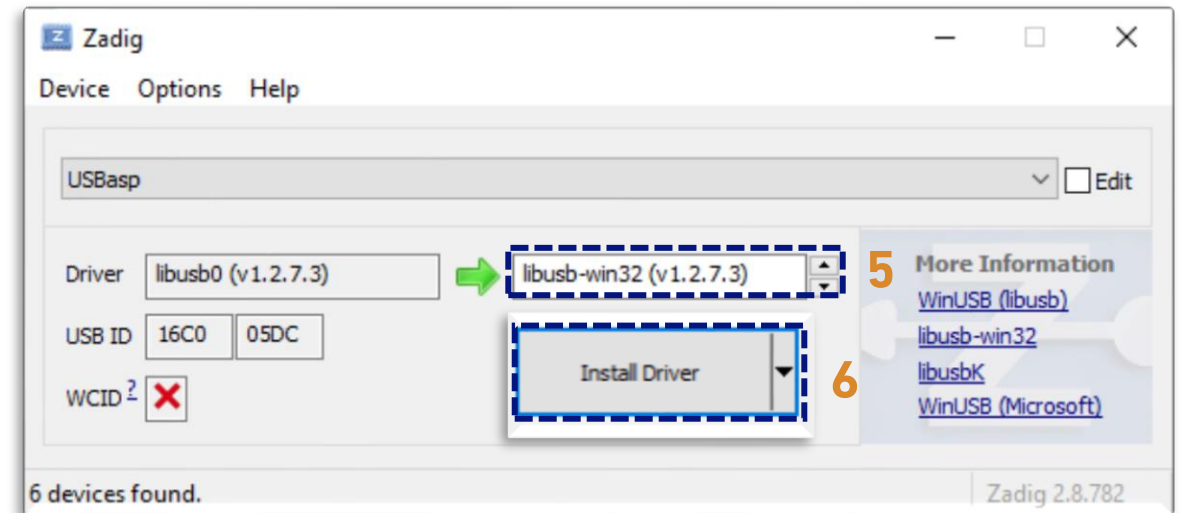 Zadig
Device Options Help
USBasp
Edit
Driver libusb0 (v1.2.7.3) libusb-win32 (v1.2.7.3) 5
USB ID 16C0 05DC
WCID ?
Install Driver 6
More Information
WinUSB (libusb)
libusb-win32
libusbK
WinUSB (Microsoft)
6 devices found. Zadig 2.8.782